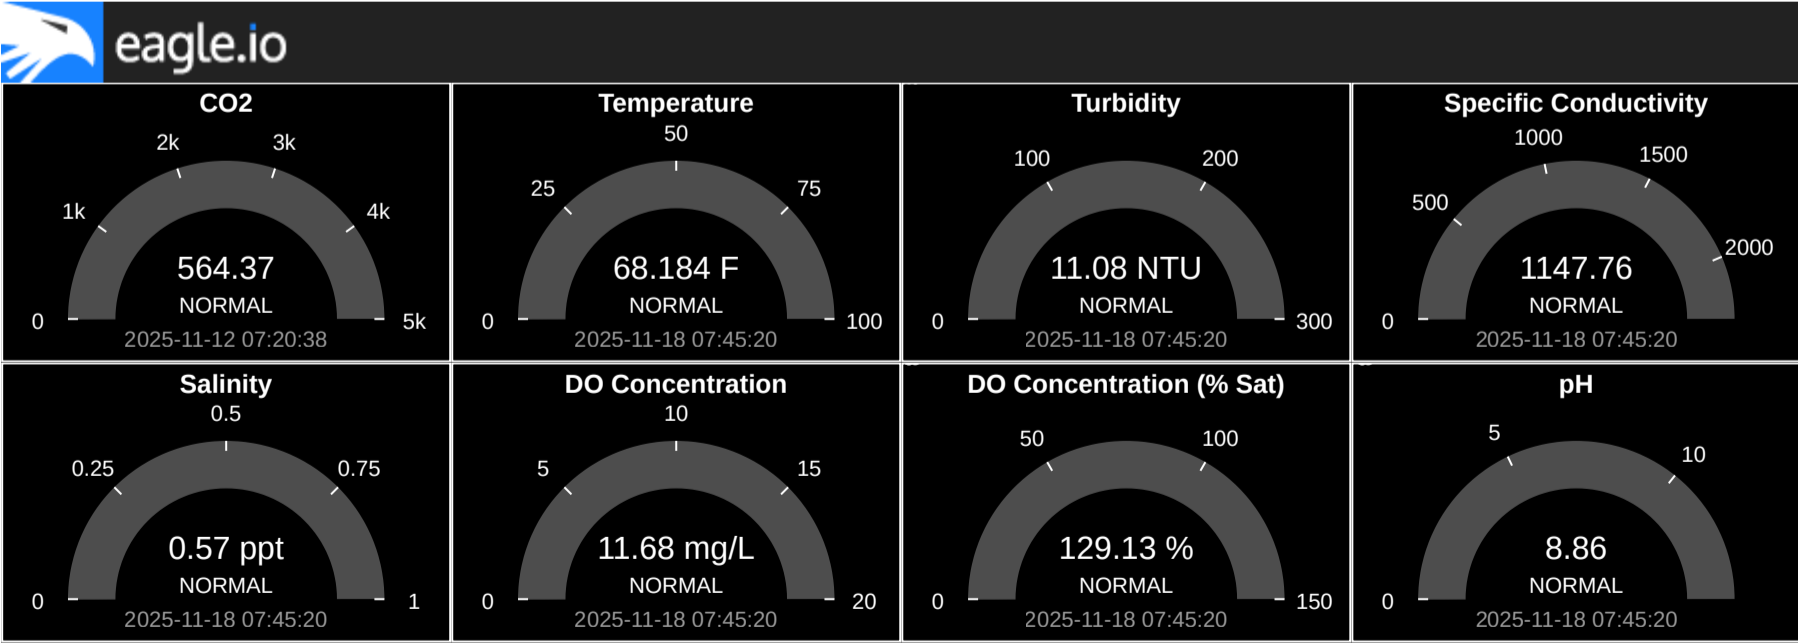 eagle.io
CO2
2k 3k
1k 4k
564.37
NORMAL
0 5k
2025-11-12 07:20:38
Temperature
50
25 75
68.184 F
NORMAL
0 100
2025-11-18 07:45:20
Turbidity
100 200
11.08 NTU
NORMAL
0 300
2025-11-18 07:45:20
Specific Conductivity
1000
1500
500
2000
1147.76
NORMAL
0
2025-11-18 07:45:20
Salinity
0.5
0.25 0.75
0.57 ppt
NORMAL
0 1
2025-11-18 07:45:20
DO Concentration
10
5 15
11.68 mg/L
NORMAL
0 20
2025-11-18 07:45:20
DO Concentration (% Sat)
50 100
129.13 %
NORMAL
0 150
2025-11-18 07:45:20
pH
5
10
8.86
NORMAL
0
2025-11-18 07:45:20